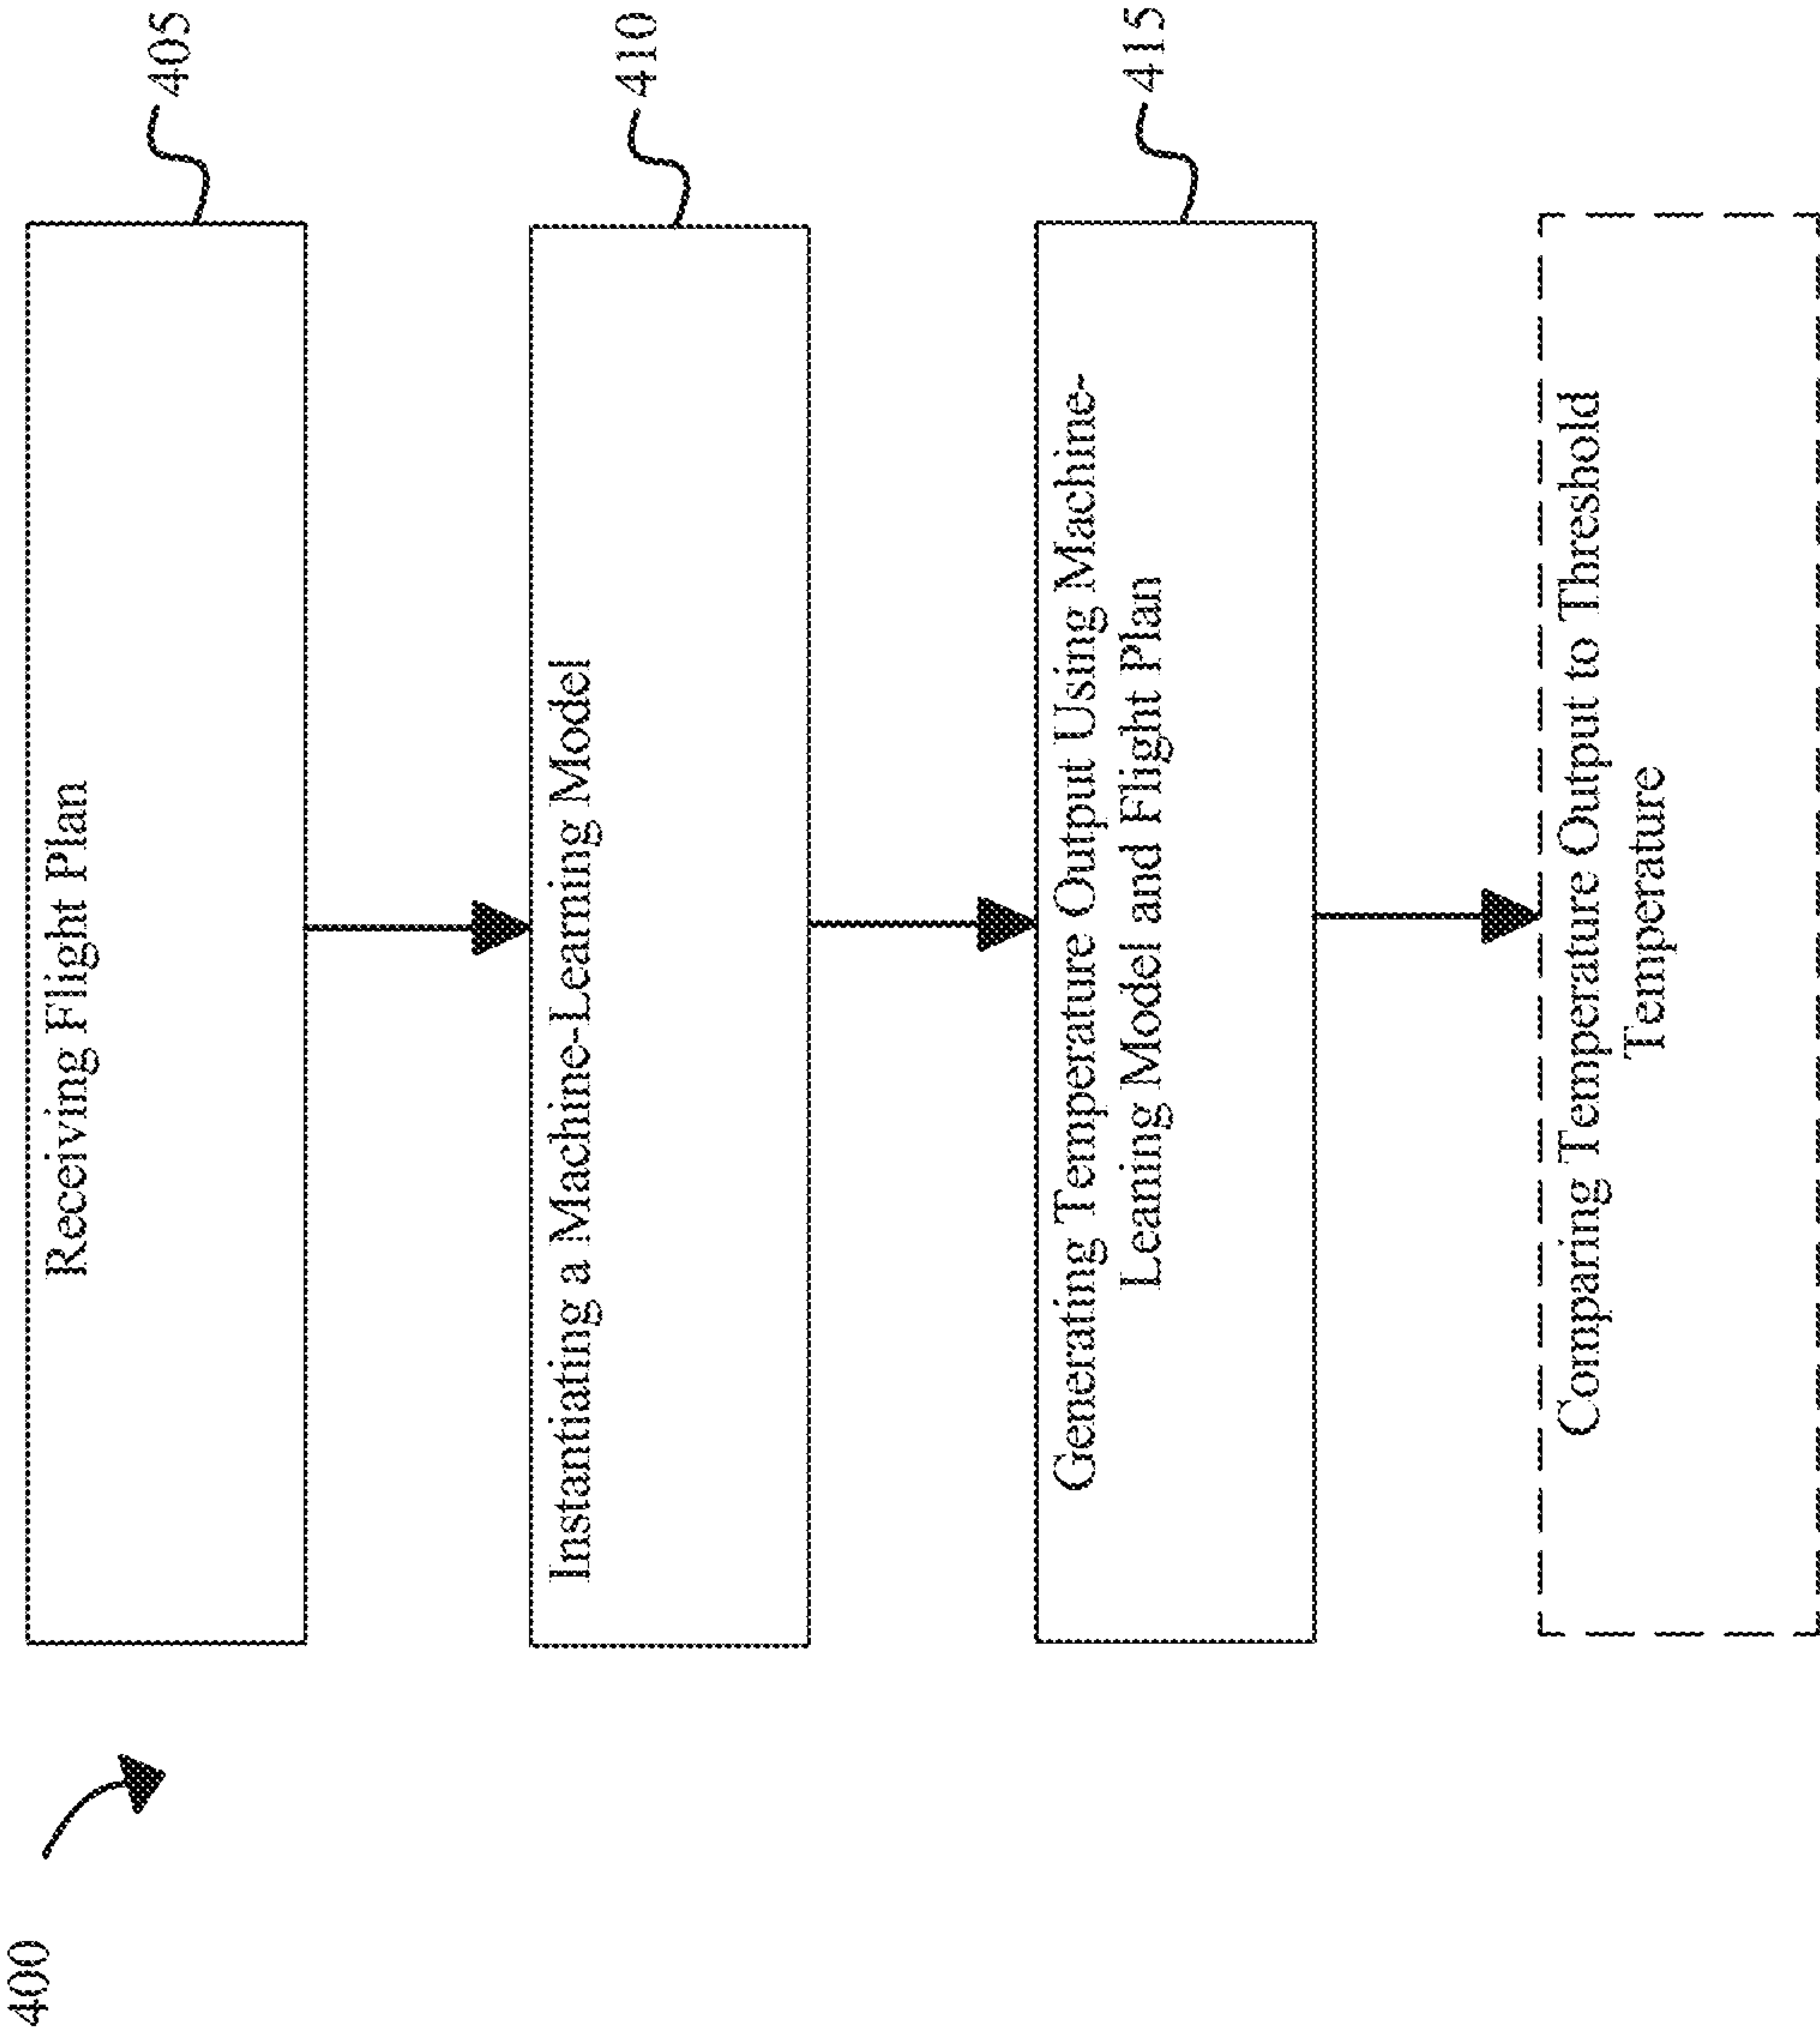 400
Receiving Flight Plan
405
Instantiating a Machine-Learning Model
410
Generating Temperature Output Using Machine-
Leaning Model and Flight Plan
415
Comparing Temperature Output to Threshold
Temperature